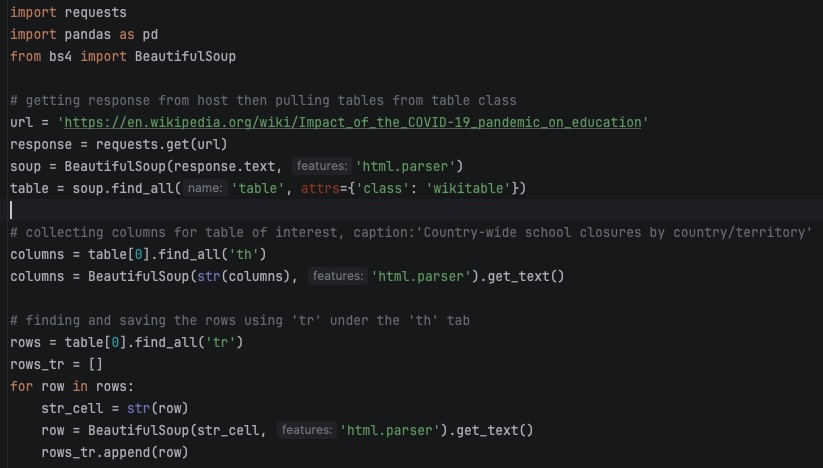 import requests
import pandas as pd
from bs4 import BeautifulSoup
# getting response from host then pulling tables from table class
url = 'https://en.wikipedia.org/wiki/Impact_of_the_COVID-19_pandemic_on_education'
response = requests.get(url)
soup = BeautifulSoup(response.text, features: 'html.parser')
table = soup.find_all( name: 'table', attrs={'class': 'wikitable'})
# collecting columns for table of interest, caption:'Country-wide school closures by country/territory'
columns = table[0].find_all('th')
columns = BeautifulSoup(str(columns), features: 'html.parser').get_text()
# finding and saving the rows using 'tr' under the 'th' tab
rows = table[0].find_all('tr')
rows_tr = []
for row in rows:
    str_cell = str(row)
    row = BeautifulSoup(str_cell, features: 'html.parser').get_text()
    rows_tr.append(row)